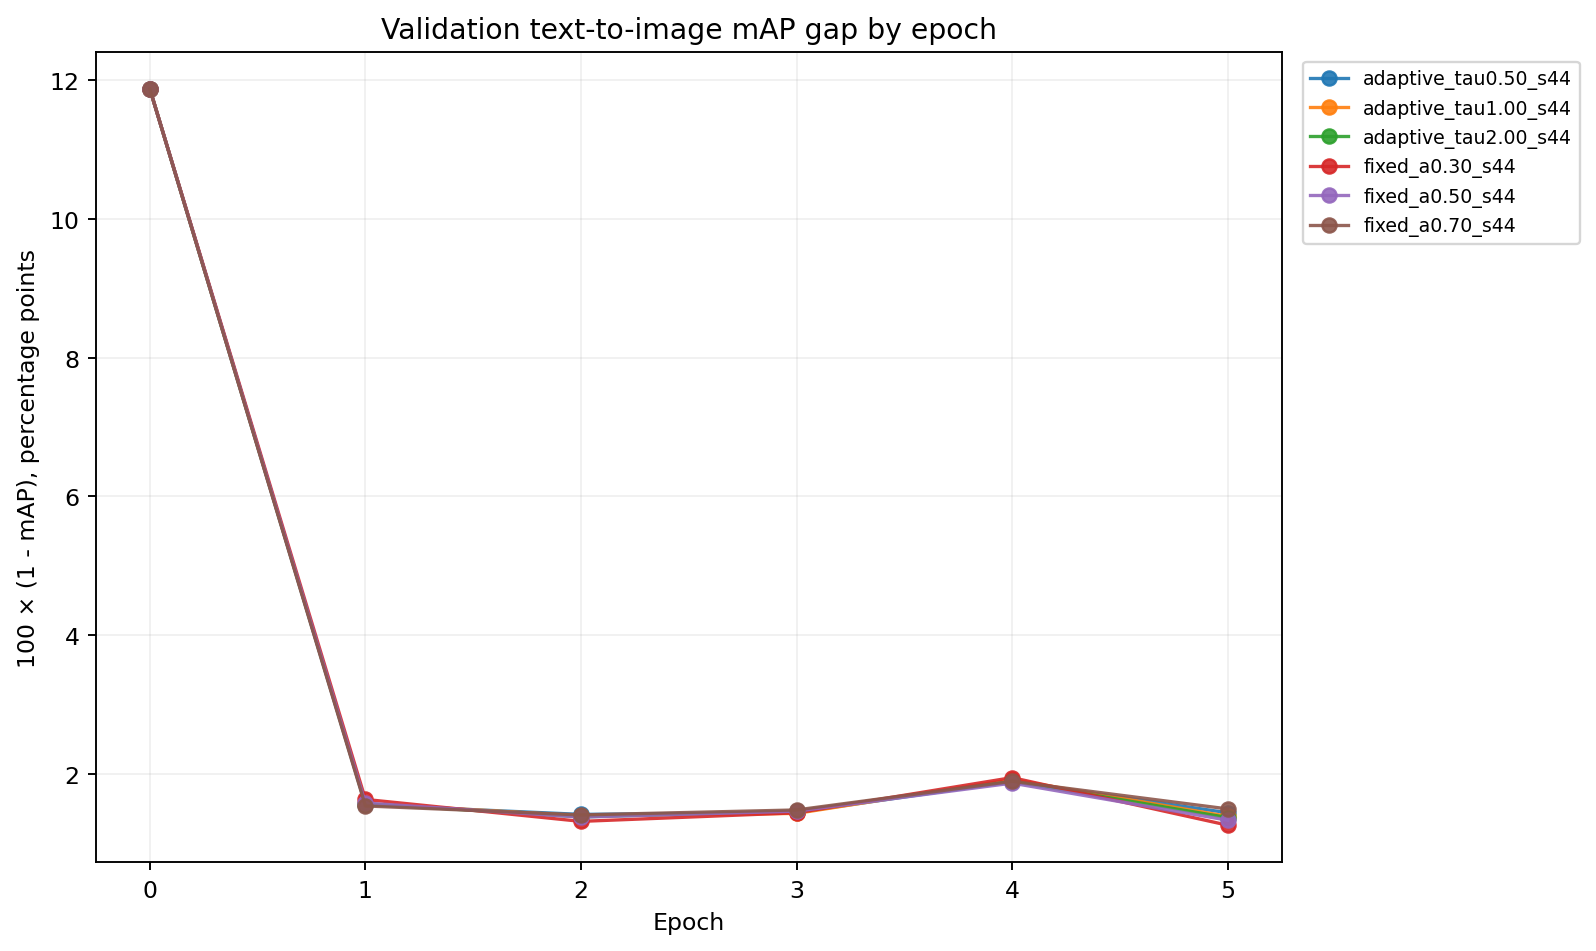 Validation text-to-image mAP gap by epoch
100 × (1 - mAP), percentage points
12
10
8
6
4
2
0 1 2 3 4 5
Epoch
adaptive_tau0.50_s44
adaptive_tau1.00_s44
adaptive_tau2.00_s44
fixed_a0.30_s44
fixed_a0.50_s44
fixed_a0.70_s44